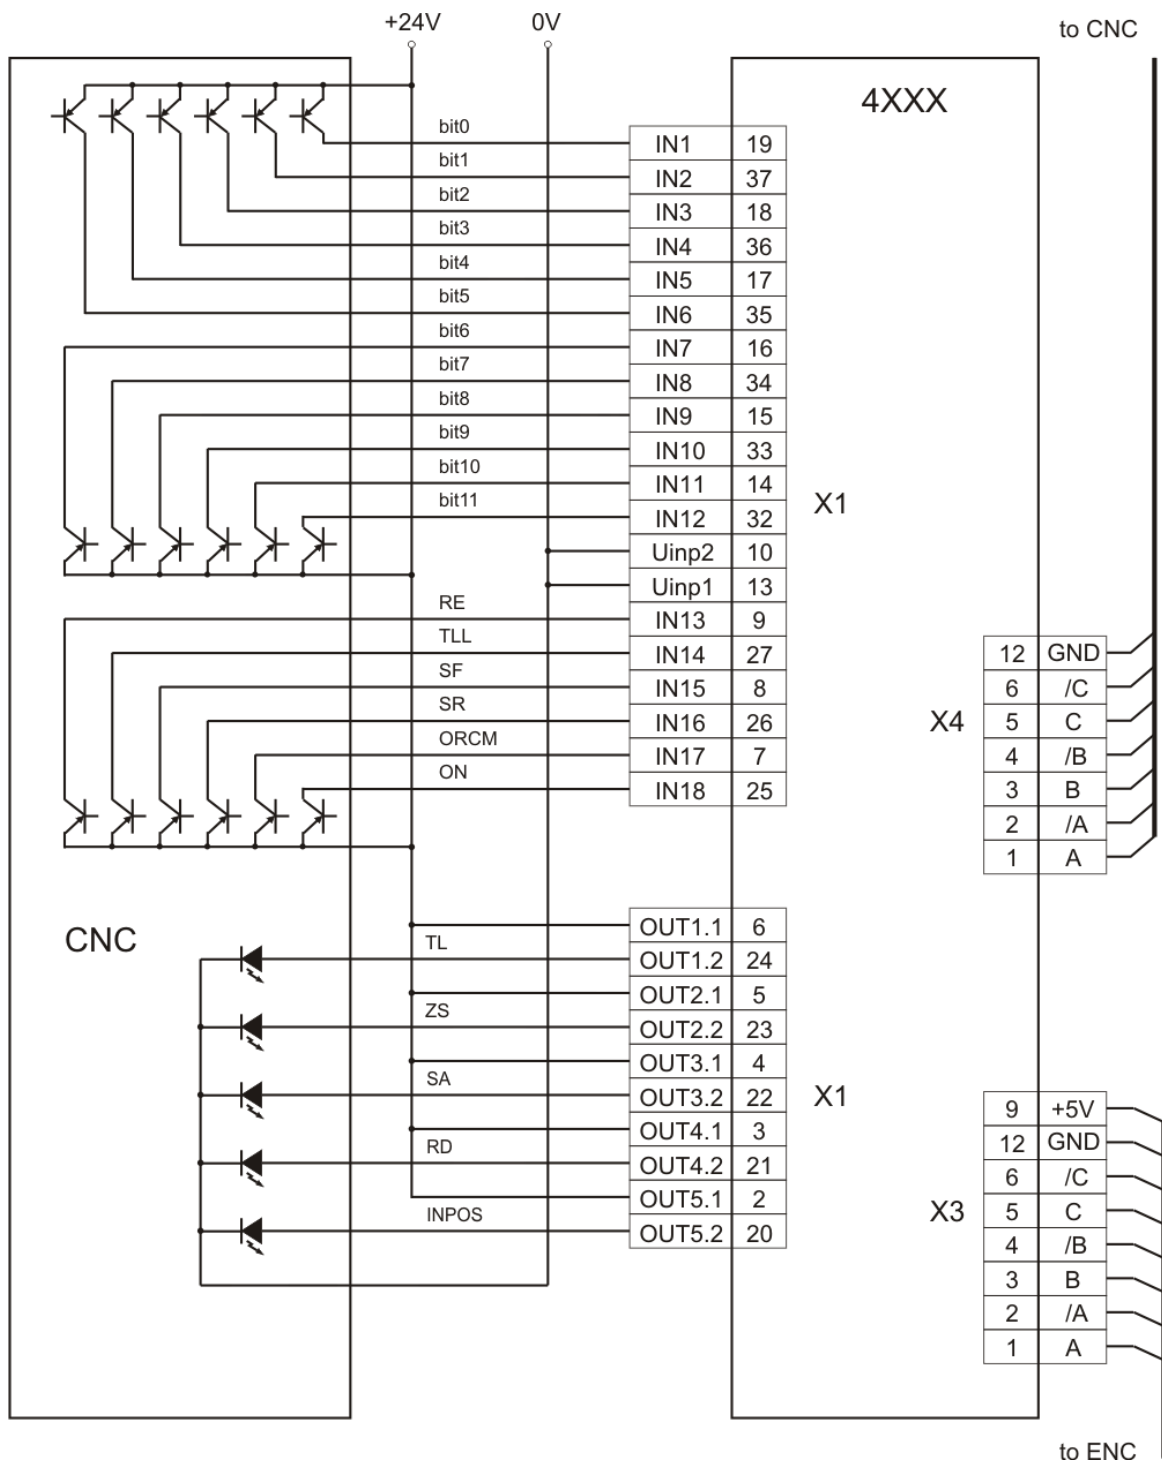 +24V 0V to CNC
4XXX
bit0 IN1 19
bit1 IN2 37
bit2 IN3 18
bit3 IN4 36
bit4 IN5 17
bit5 IN6 35
bit6 IN7 16
bit7 IN8 34
bit8 IN9 15
bit9 IN10 33
bit10 IN11 14
bit11 IN12 32
X1
Uinp2 10
Uinp1 13
RE IN13 9
TLL IN14 27
SF IN15 8
SR IN16 26
ORCM IN17 7
ON IN18 25
X4
12 GND
6 /C
5 C
4 /B
3 B
2 /A
1 A
CNC
OUT1.1 6
TL OUT1.2 24
OUT2.1 5
ZS OUT2.2 23
OUT3.1 4
SA OUT3.2 22
OUT4.1 3
RD OUT4.2 21
OUT5.1 2
INPOS OUT5.2 20
X1
X3
9 +5V
12 GND
6 /C
5 C
4 /B
3 B
2 /A
1 A
to ENC